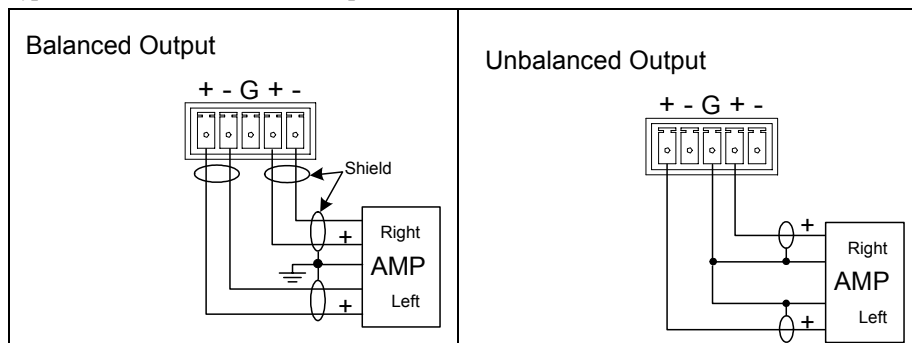 Balanced Output
+ - G + -
Shield
Right
+
AMP
Left
+
Unbalanced Output
+ - G + -
+
Right
AMP
Left
+